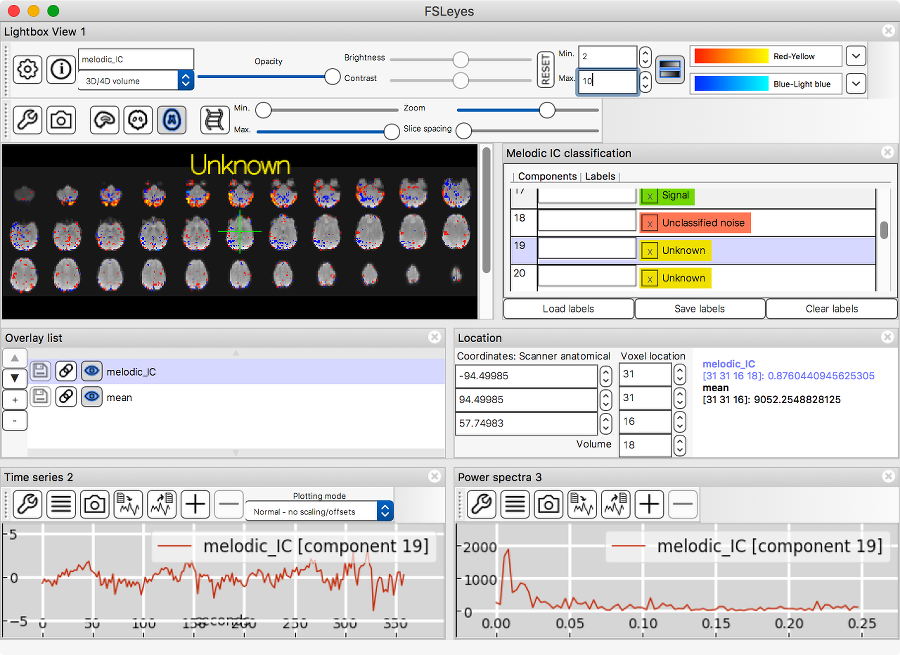 FSLeyes
Lightbox View 1
melodic_IC
3D/4D volume
Opacity
Brightness
Contrast
RESET
Min. 2
Max. 10
Red-Yellow
Blue-Light blue
Min.
Max.
Zoom
Slice spacing
Unknown
Melodic IC classification
Components Labels
17 x Signal
18 x Unclassified noise
19 x Unknown
20 x Unknown
Load labels Save labels Clear labels
Overlay list
melodic_IC
mean
+
-
Location
Coordinates: Scanner anatomical Voxel location
-94.49985 31
94.49985 31
57.74983 16
Volume 18
melodic_IC
[31 31 16 18]: 0.8760440945625305
mean
[31 31 16]: 9052.2548828125
Time series 2
Plotting mode
Normal - no scaling/offsets
melodic_IC [component 19]
5
0
−5
0 50 100 150 200 250 300 350
seconds
Power spectra 3
melodic_IC [component 19]
2000
1000
0
0.00 0.05 0.10 0.15 0.20 0.25